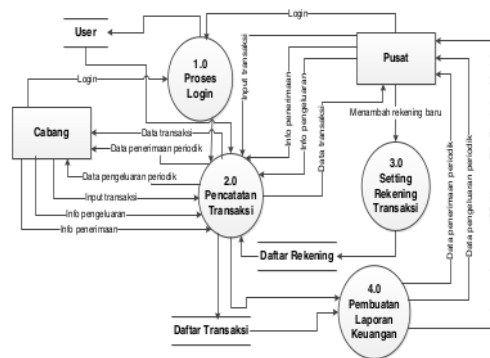 Login
User
1.0
Proses
Login
Pusat
Login
Input transaksi
Info penerimaan
Info pengeluaran
Data transaksi
Menambah rekening baru
Cabang
Data transaksi
Data penerimaan periodik
Data pengeluaran periodik
Input transaksi
Info pengeluaran
Info penerimaan
2.0
Pencatatan
Transaksi
3.0
Setting
Rekening
Transaksi
Data penerimaan periodik
Data pengeluaran periodik
Daftar Rekening
4.0
Pembuatan
Laporan
Keuangan
Daftar Transaksi